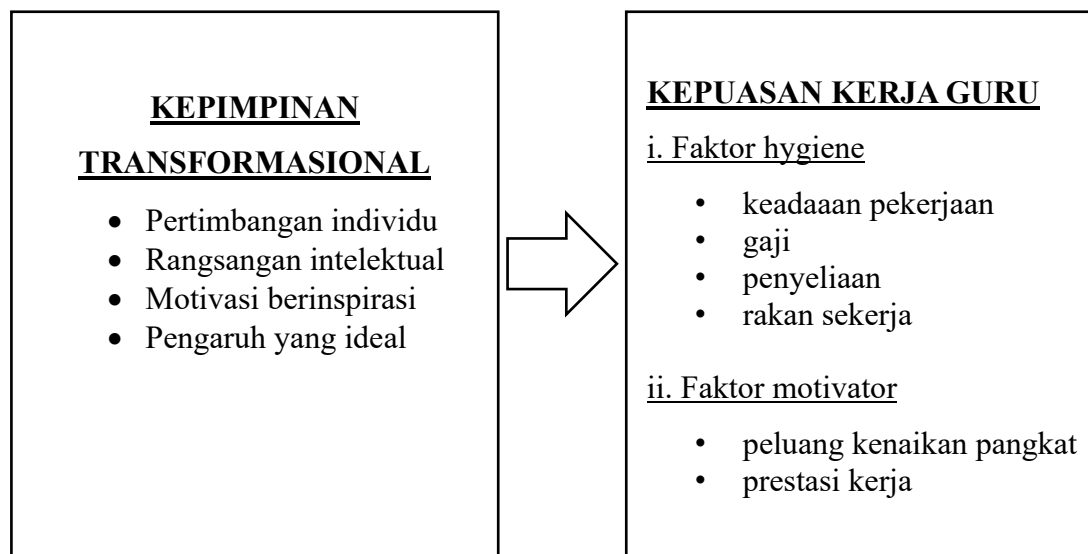 KEPIMPINAN
TRANSFORMASIONAL
• Pertimbangan individu
• Rangsangan intelektual
• Motivasi berinspirasi
• Pengaruh yang ideal
KEPUASAN KERJA GURU
i. Faktor hygiene
• keadaaan pekerjaan
• gaji
• penyeliaan
• rakan sekerja
ii. Faktor motivator
• peluang kenaikan pangkat
• prestasi kerja